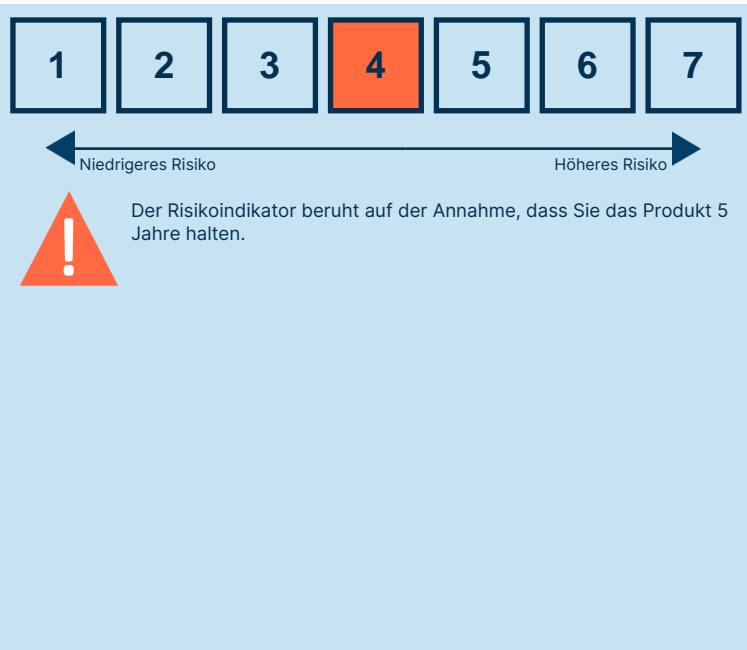 1 2 3 4 5 6 7
Niedrigeres Risiko Höheres Risiko
Der Risikoindikator beruht auf der Annahme, dass Sie das Produkt 5
Jahre halten.